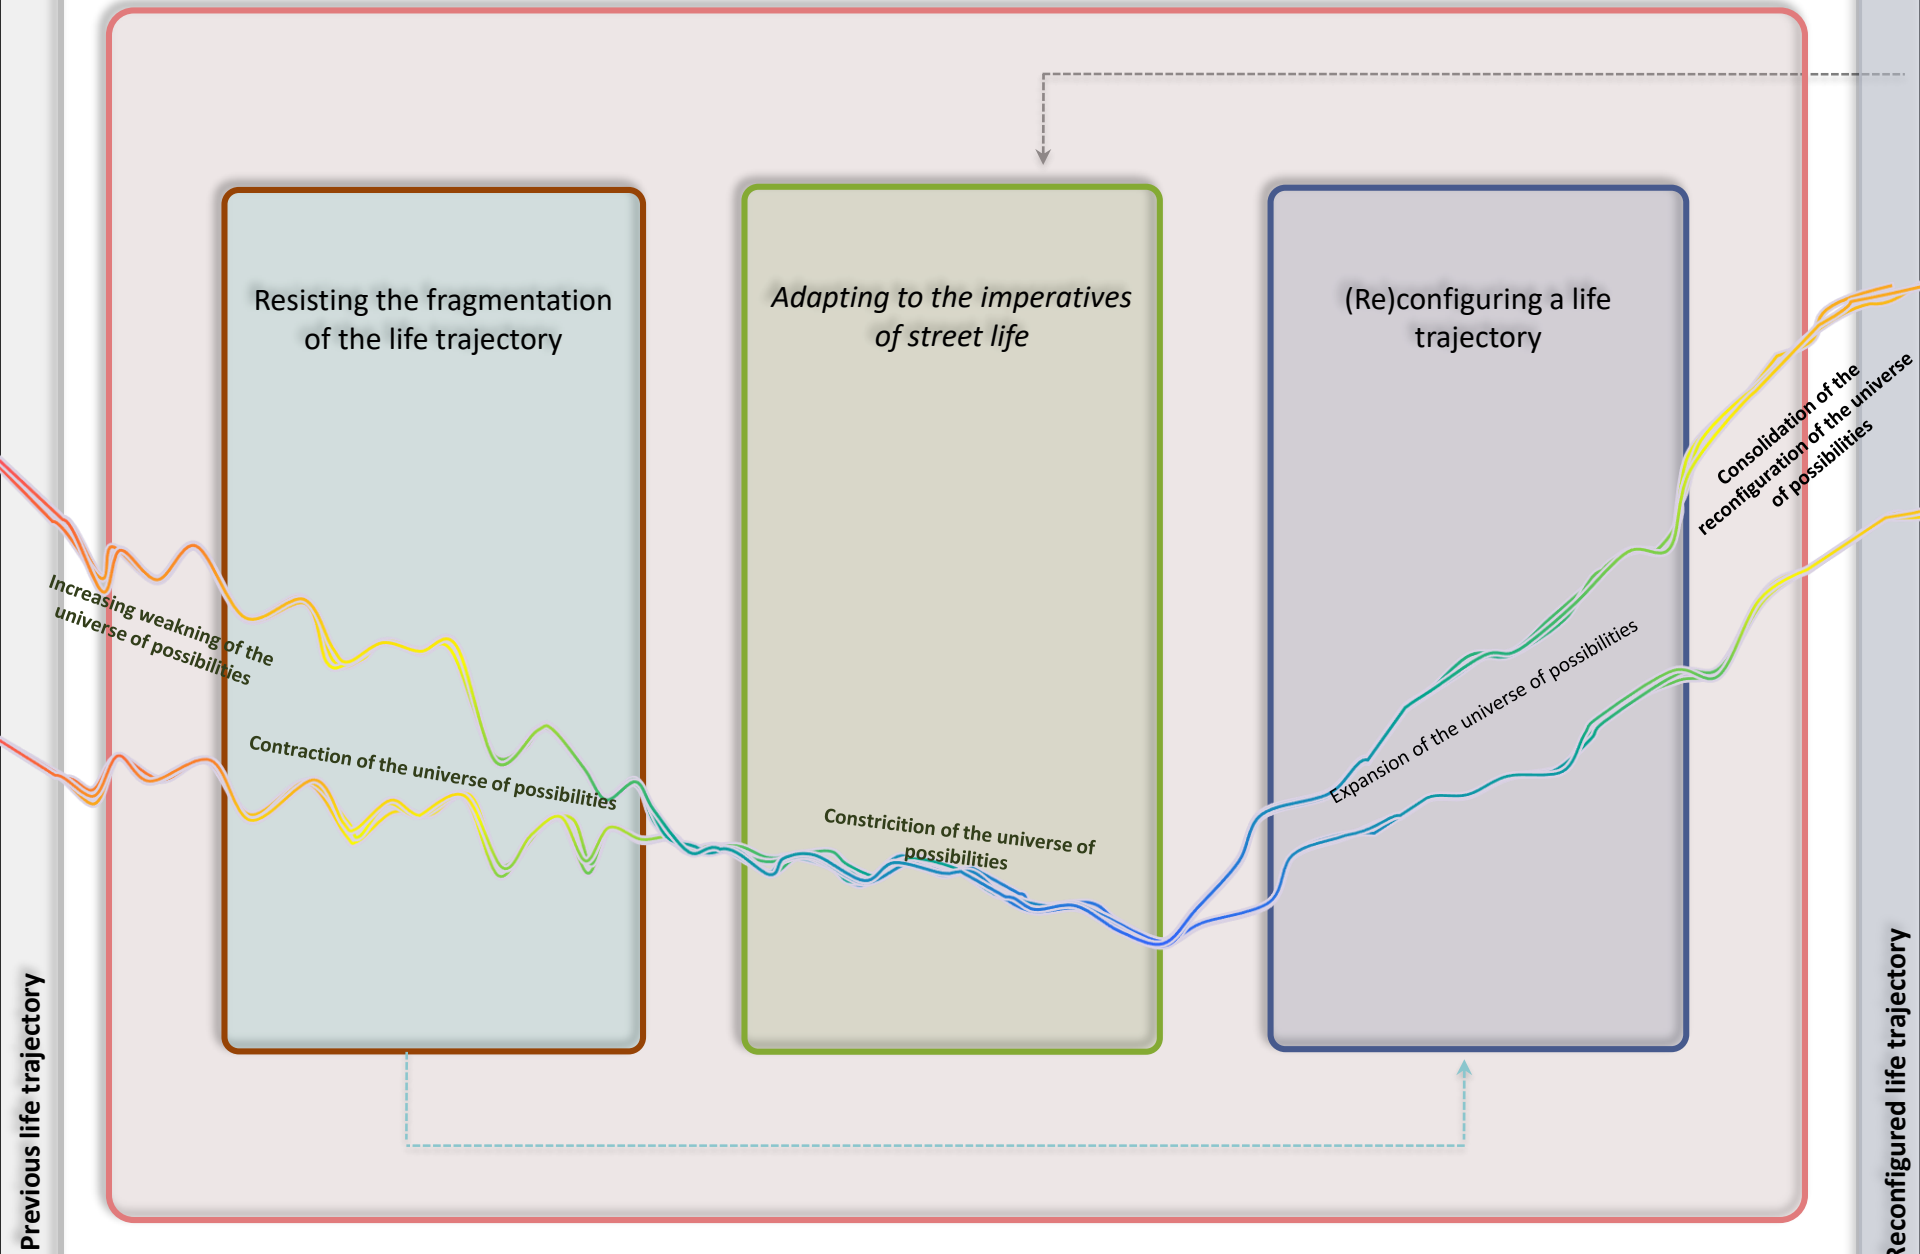 Resisting the fragmentation
of the life trajectory
Adapting to the imperatives
of street life
(Re)configuring a life
trajectory
Increasing weakning of the
universe of possibilities
Contraction of the universe of possibilities
Constricition of the universe of
possibilities
Expansion of the universe of possibilities
Consolidation of the
reconfiguration of the universe
of possibilities
Previous life trajectory
Reconfigured life trajectory